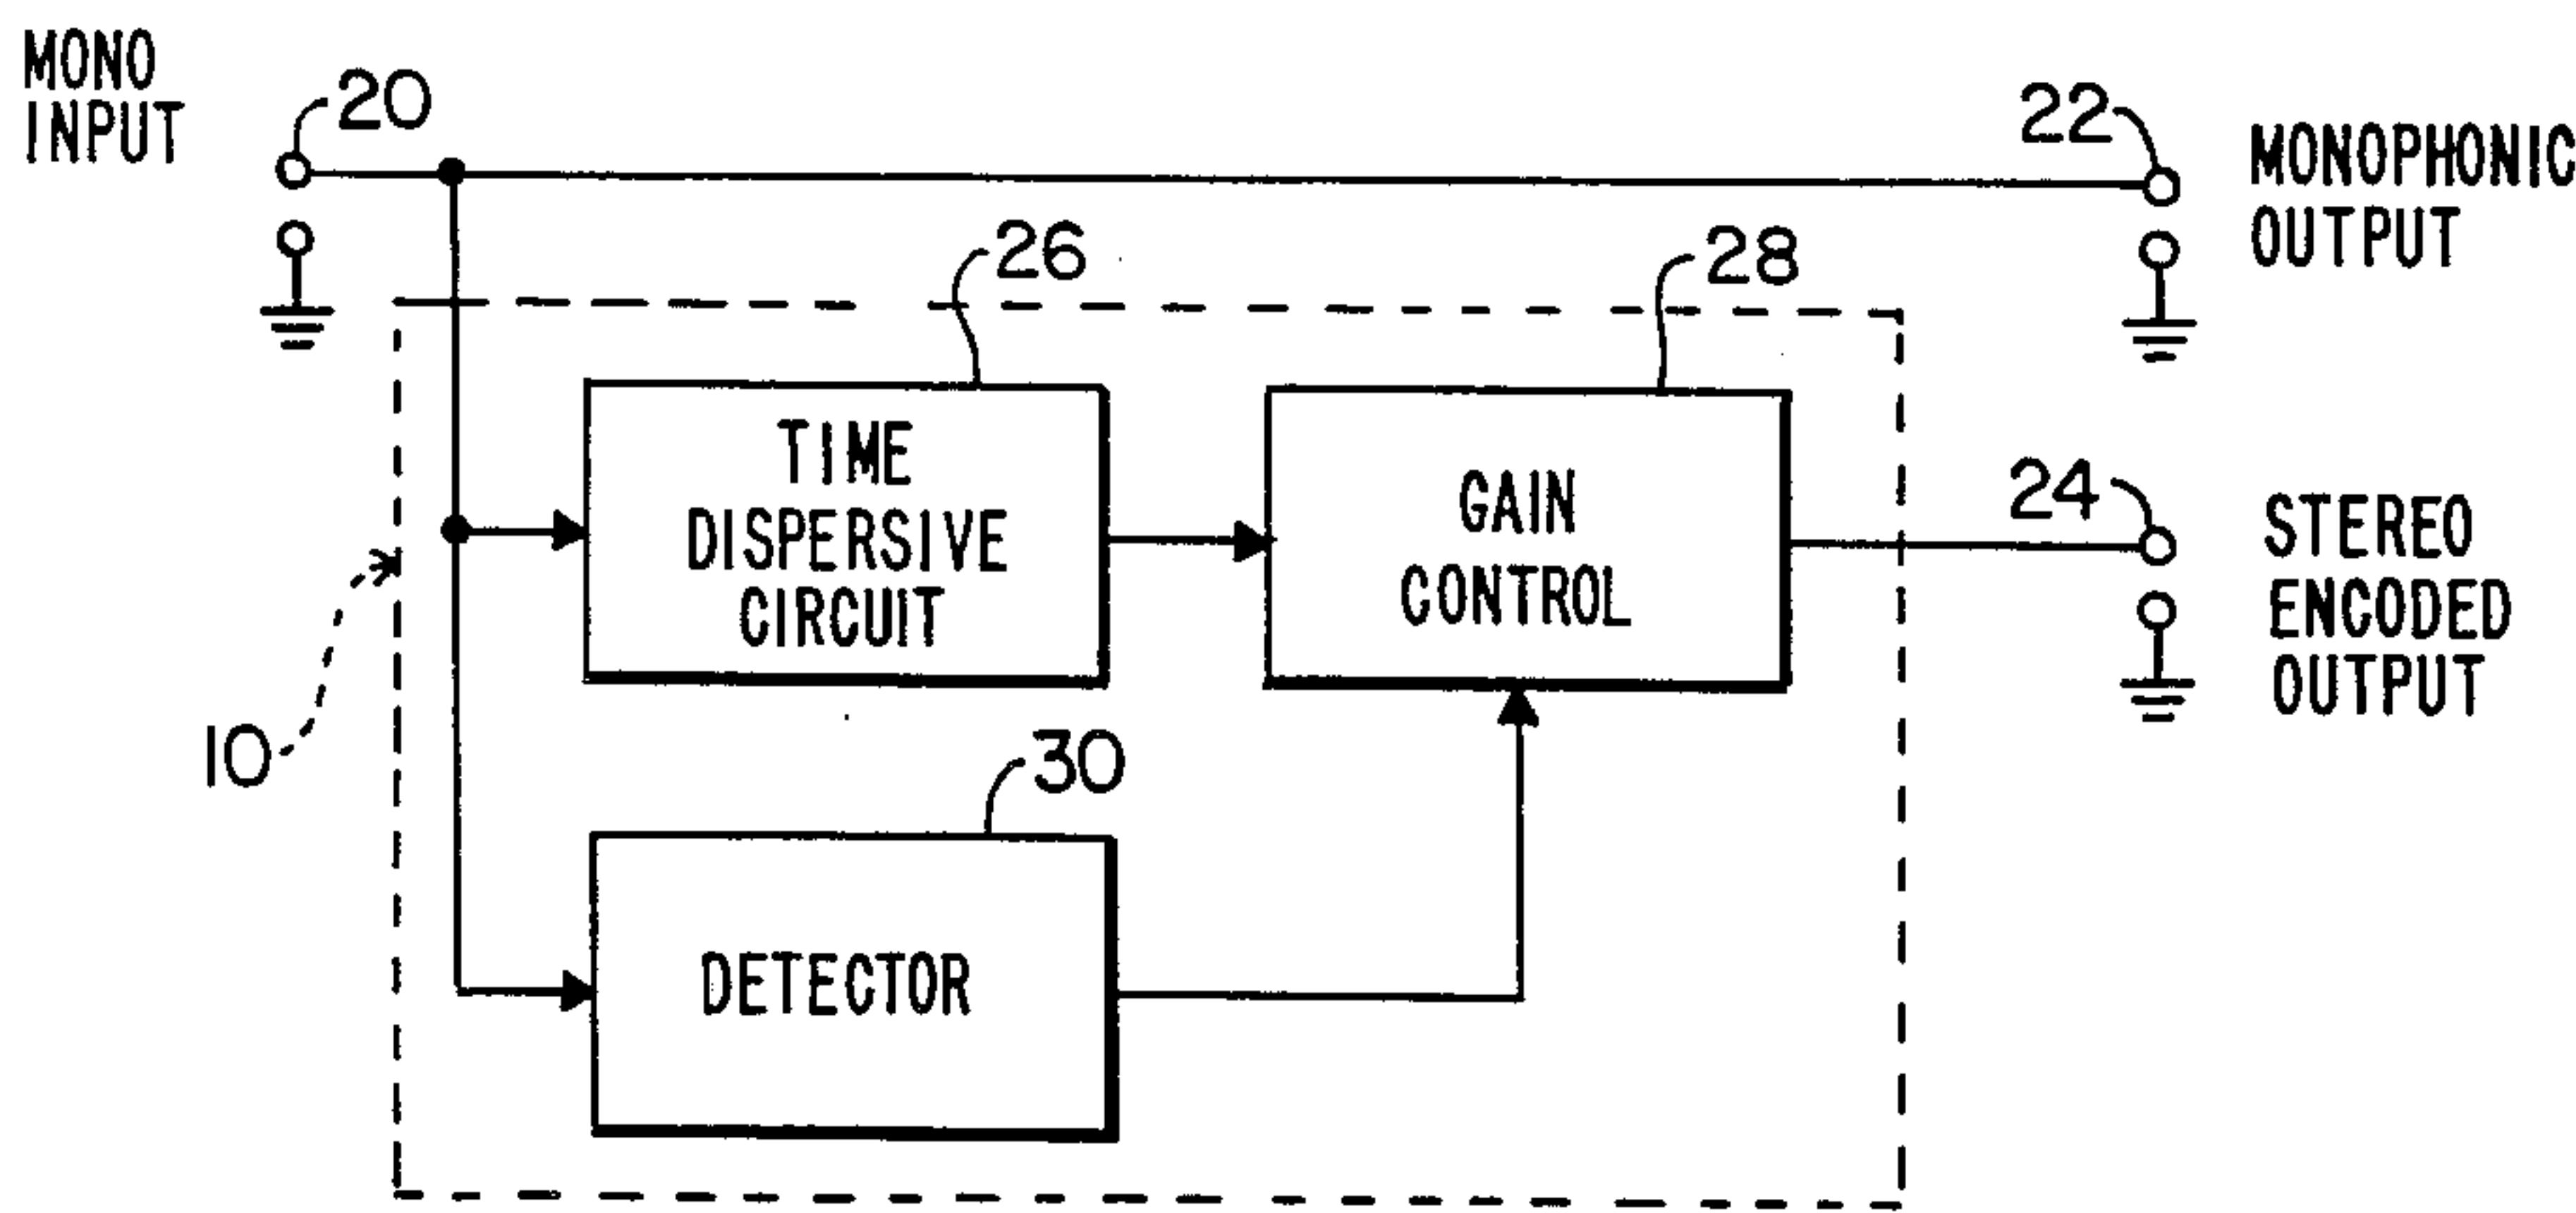 MONO
INPUT
20
22
MONOPHONIC
OUTPUT
26
28
TIME
DISPERSIVE
CIRCUIT
GAIN
CONTROL
24
STEREO
ENCODED
OUTPUT
10
30
DETECTOR